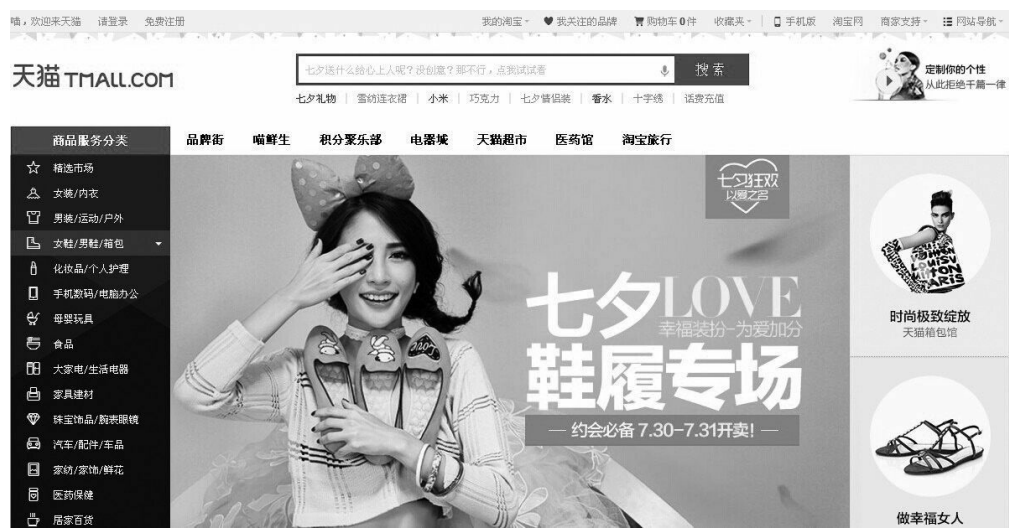 喵，欢迎来天猫 请登录 免费注册 我的淘宝 我关注的品牌 购物车0件 收藏夹 手机版 淘宝网 商家支持 网站导航
天猫 TMALL.COM
七夕送什么给心上人呢？没创意？那不行，点我试试看 搜索
七夕礼物 雪纺连衣裙 小米 巧克力 七夕情侣装 香水 十字绣 话费充值
定制你的个性
从此拒绝千篇一律
商品服务分类 品牌街 喵鲜生 积分聚乐部 电器城 天猫超市 医药馆 淘宝旅行
精选市场
女装/内衣
男装/运动/户外
女鞋/男鞋/箱包
化妆品/个人护理
手机数码/电脑办公
母婴玩具
食品
大家电/生活电器
家具建材
珠宝饰品/腕表眼镜
汽车/配件/车品
家纺/家饰/鲜花
医药保健
居家百货
七夕狂欢
以爱之名
七夕LOVE
幸福装扮-为爱加分
鞋履专场
约会必备 7.30-7.31开卖!
Love
时尚极致绽放
天猫箱包馆
做幸福女人